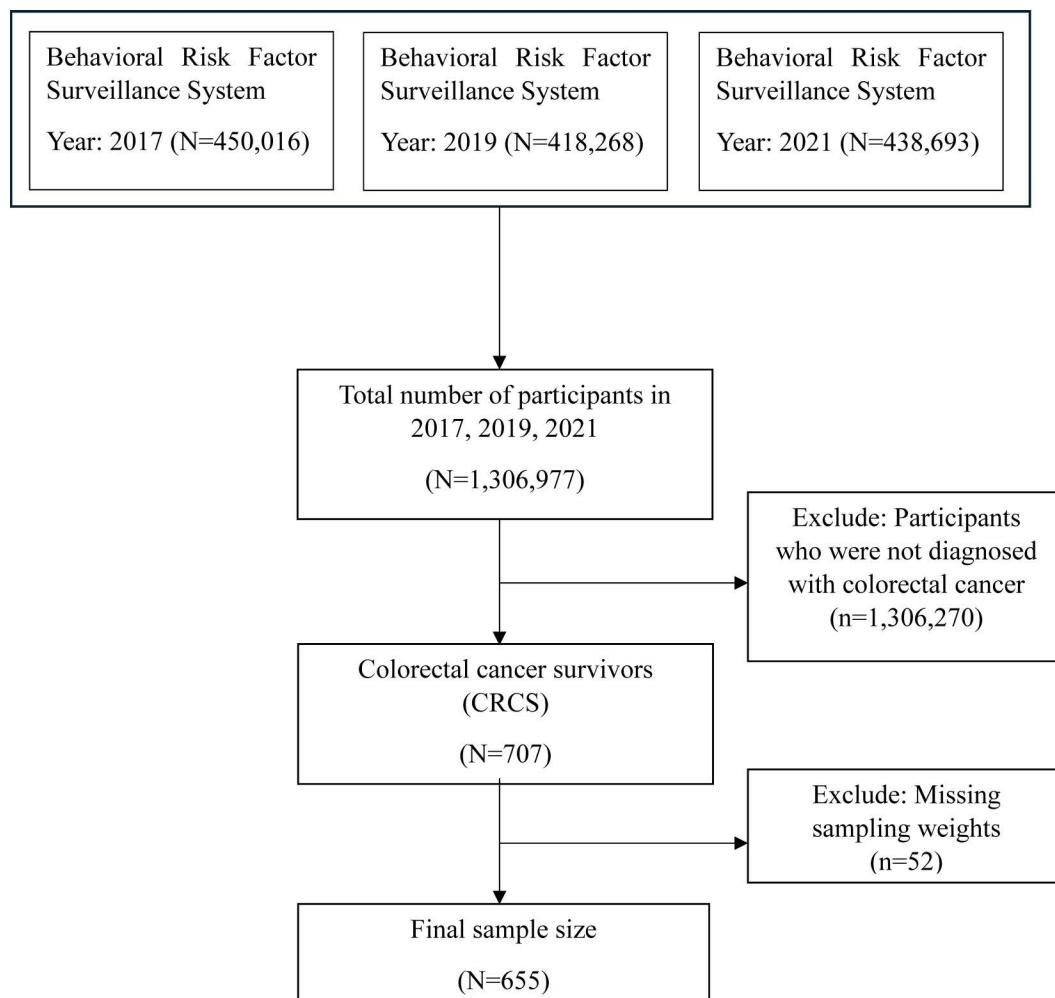 Behavioral Risk Factor
Surveillance System
Year: 2017 (N=450,016)
Behavioral Risk Factor
Surveillance System
Year: 2019 (N=418,268)
Behavioral Risk Factor
Surveillance System
Year: 2021 (N=438,693)
Total number of participants in
2017, 2019, 2021
(N=1,306,977)
Exclude: Participants
who were not diagnosed
with colorectal cancer
(n=1,306,270)
Colorectal cancer survivors
(CRCS)
(N=707)
Exclude: Missing
sampling weights
(n=52)
Final sample size
(N=655)